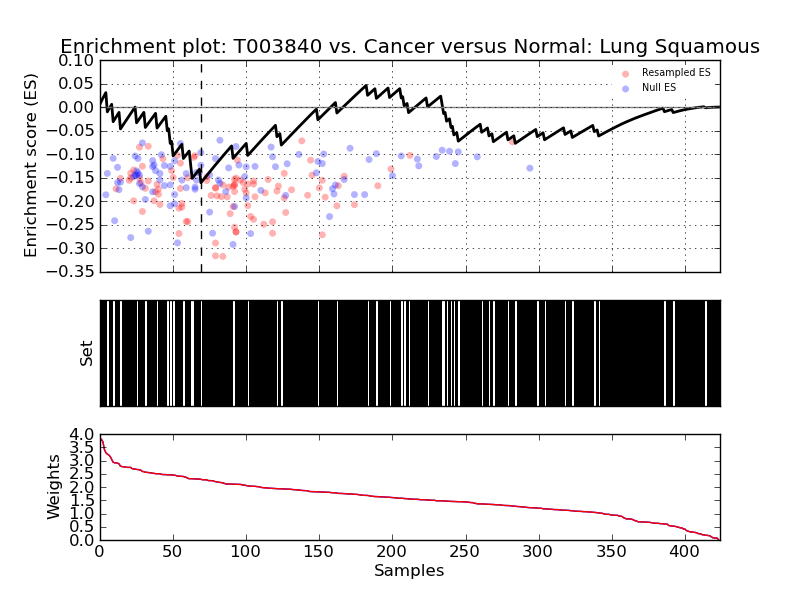 Enrichment plot: T003840 vs. Cancer versus Normal: Lung Squamous
Resampled ES
Null ES
Enrichment score (ES)
0.10
0.05
0.00
−0.05
−0.10
−0.15
−0.20
−0.25
−0.30
−0.35
Set
Weights
4.0
3.5
3.0
2.5
2.0
1.5
1.0
0.5
0.0
0 50 100 150 200 250 300 350 400
Samples